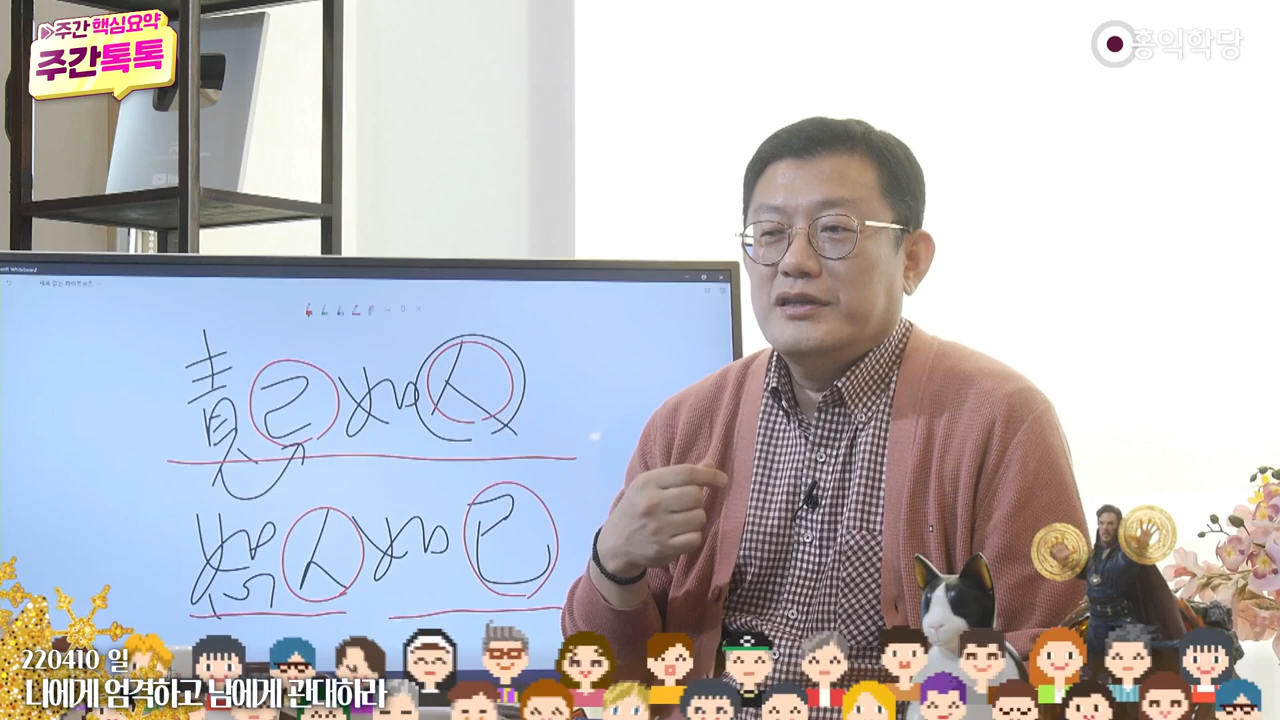 주간 핵심요약
주간톡톡
홍익학당
責己如人
恕人如己
220410 일
나에게 엄격하고 남에게 관대하라